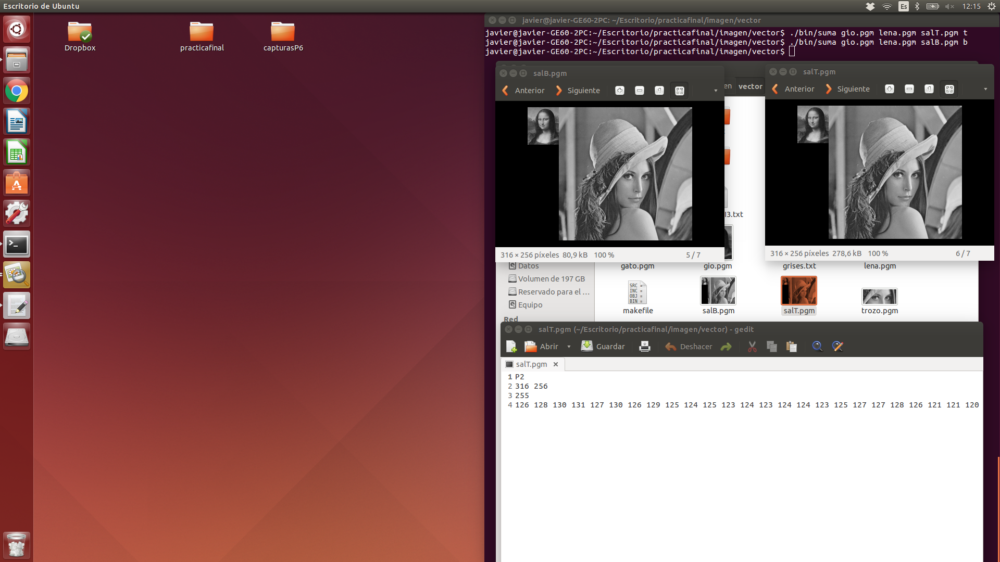 Escritorio de Ubuntu
Es
12:15
Dropbox
practicafinal
capturasP6
javier@javier-GE60-2PC: ~/Escritorio/practicafinal/imagen/vector
javier@javier-GE60-2PC:~/Escritorio/practicafinal/imagen/vector$ ./bin/suma gio.pgm lena.pgm salT.pgm t
javier@javier-GE60-2PC:~/Escritorio/practicafinal/imagen/vector$ ./bin/suma gio.pgm lena.pgm salB.pgm b
javier@javier-GE60-2PC:~/Escritorio/practicafinal/imagen/vector$
salB.pgm
Anterior Siguiente
316 × 256 píxeles 80,9 kB 100 % 5 / 7
en vector
salT.pgm
Anterior Siguiente
316 × 256 píxeles 278,6 kB 100 % 6 / 7
l3.txt
gato.pgm gio.pgm grises.txt lena.pgm
Datos
Volumen de 197 GB
Reservado para el ...
Equipo
Red
SRC =
INC =
OBJ =
BIN =
makefile salB.pgm salT.pgm trozo.pgm
salT.pgm (~/Escritorio/practicafinal/imagen/vector) - gedit
Abrir Guardar Deshacer
salT.pgm ×
1 P2
2 316 256
3 255
4 126 128 130 131 127 130 126 129 125 124 125 123 124 123 124 124 123 125 127 127 128 126 121 121 120